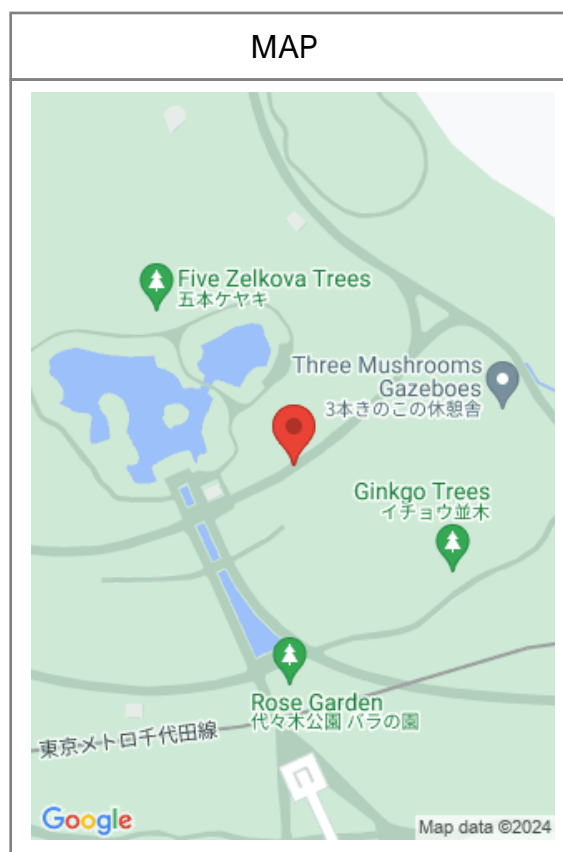 MAP
Five Zelkova Trees
五本ケヤキ
Three Mushrooms
Gazeboes
3本きのこの休憩舎
Ginkgo Trees
イチョウ並木
Rose Garden
代々木公園 バラの園
東京メトロ千代田線
Google
Map data ©2024